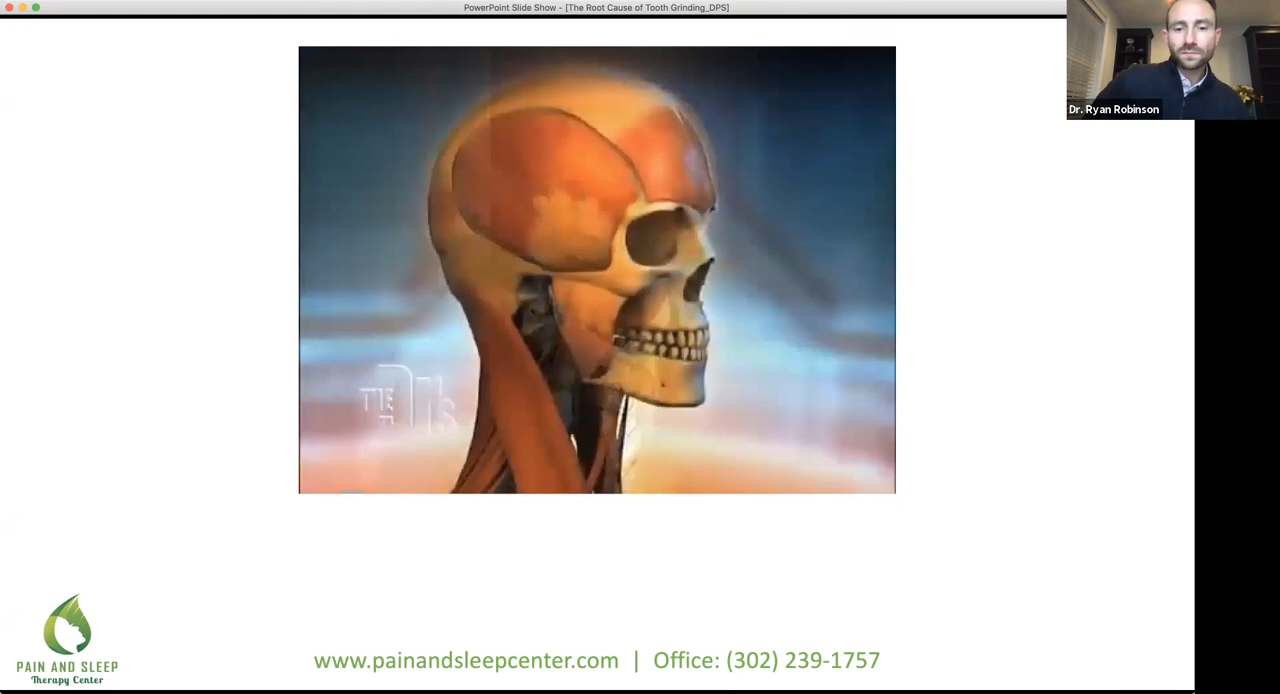 PowerPoint Slide Show - [The Root Cause of Tooth Grinding_DPS]
Dr. Ryan Robinson
PAIN AND SLEEP
Therapy Center
www.painandsleepcenter.com | Office: (302) 239-1757